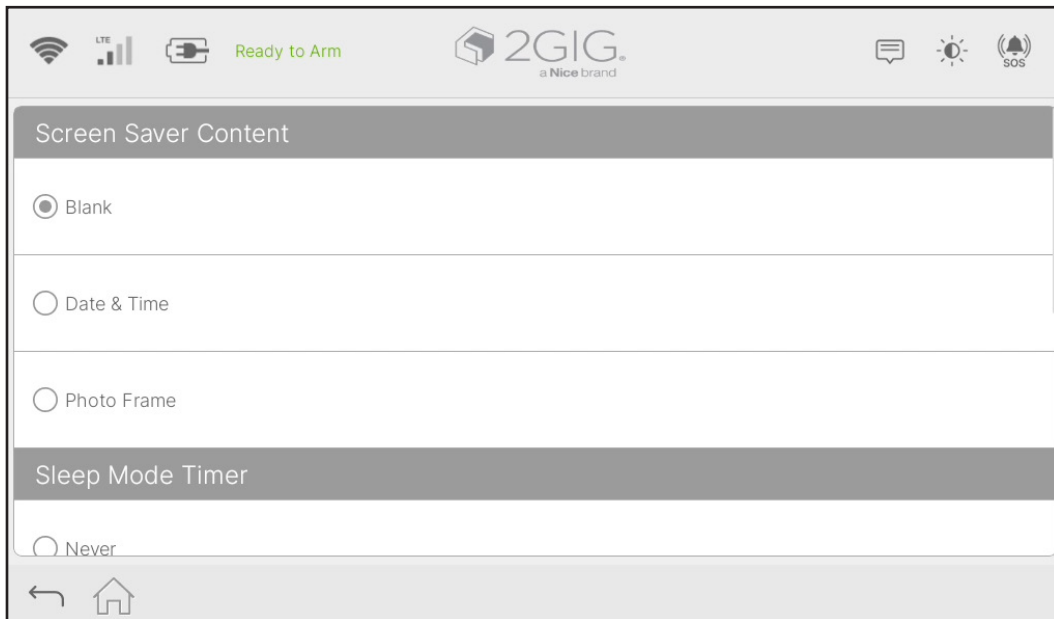 LTE
Ready to Arm
2GIG.
a Nice brand
SOS
Screen Saver Content
Blank
Date & Time
Photo Frame
Sleep Mode Timer
Never